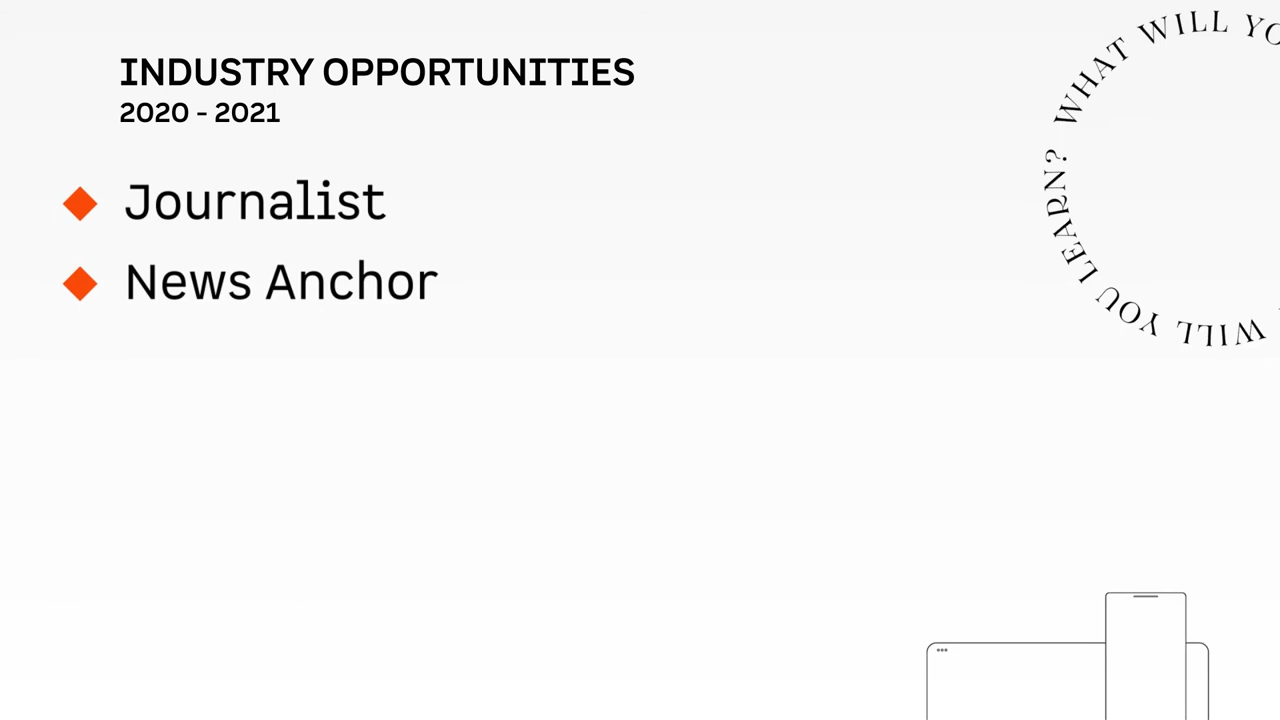 INDUSTRY OPPORTUNITIES
2020 - 2021
Journalist
News Anchor
WHAT WILL YO
WILL YOU LEARN?